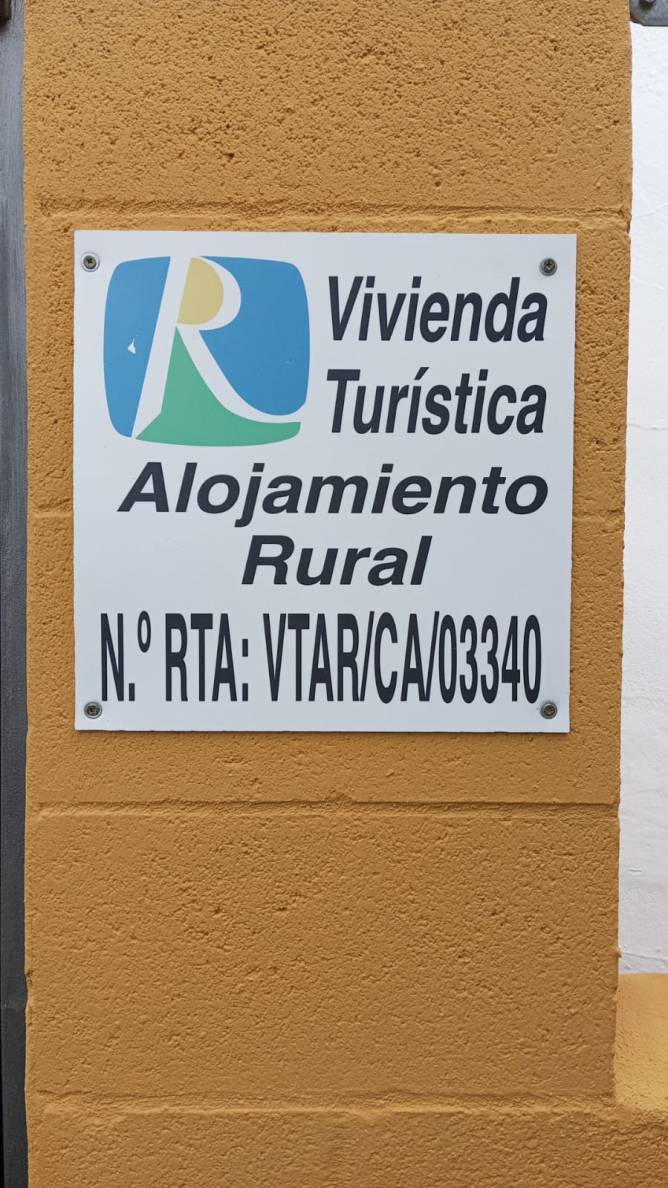 R
Vivienda
Turística
Alojamiento
Rural
N.º RTA: VTAR/CA/03340